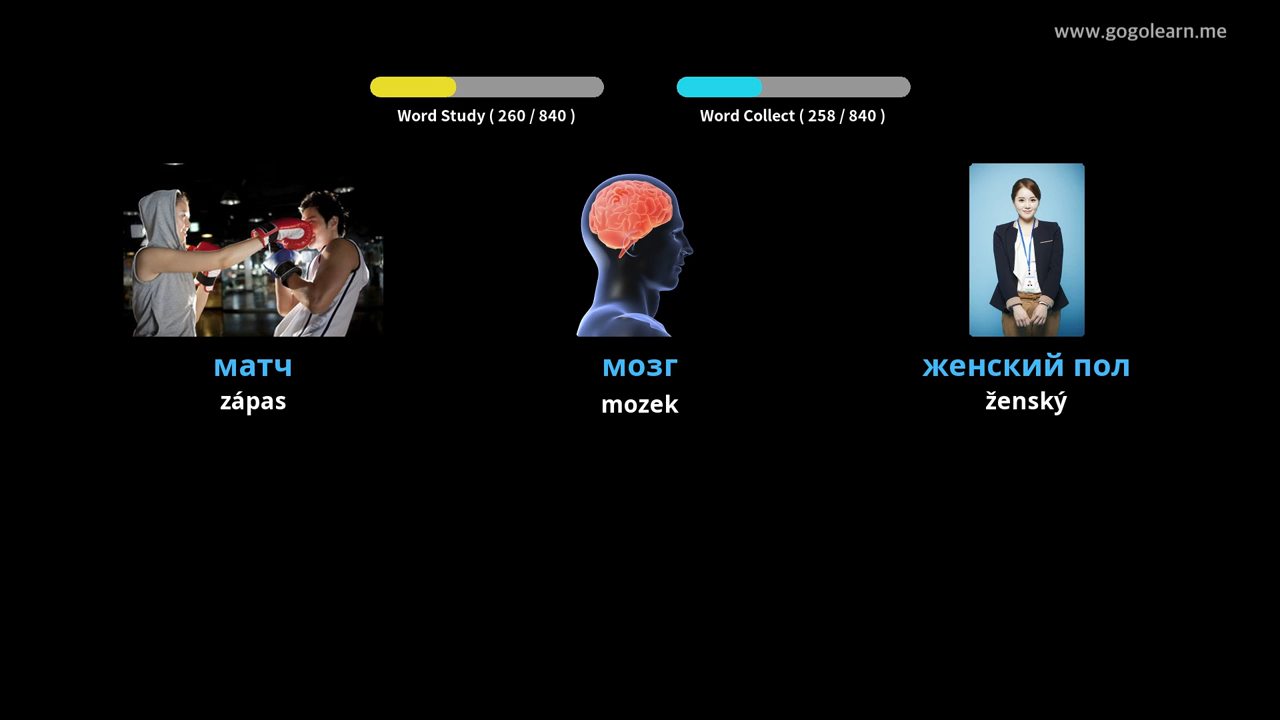 www.gogolearn.me
Word Study ( 260 / 840 )
Word Collect ( 258 / 840 )
матч
мозг
женский пол
zápas
mozek
ženský